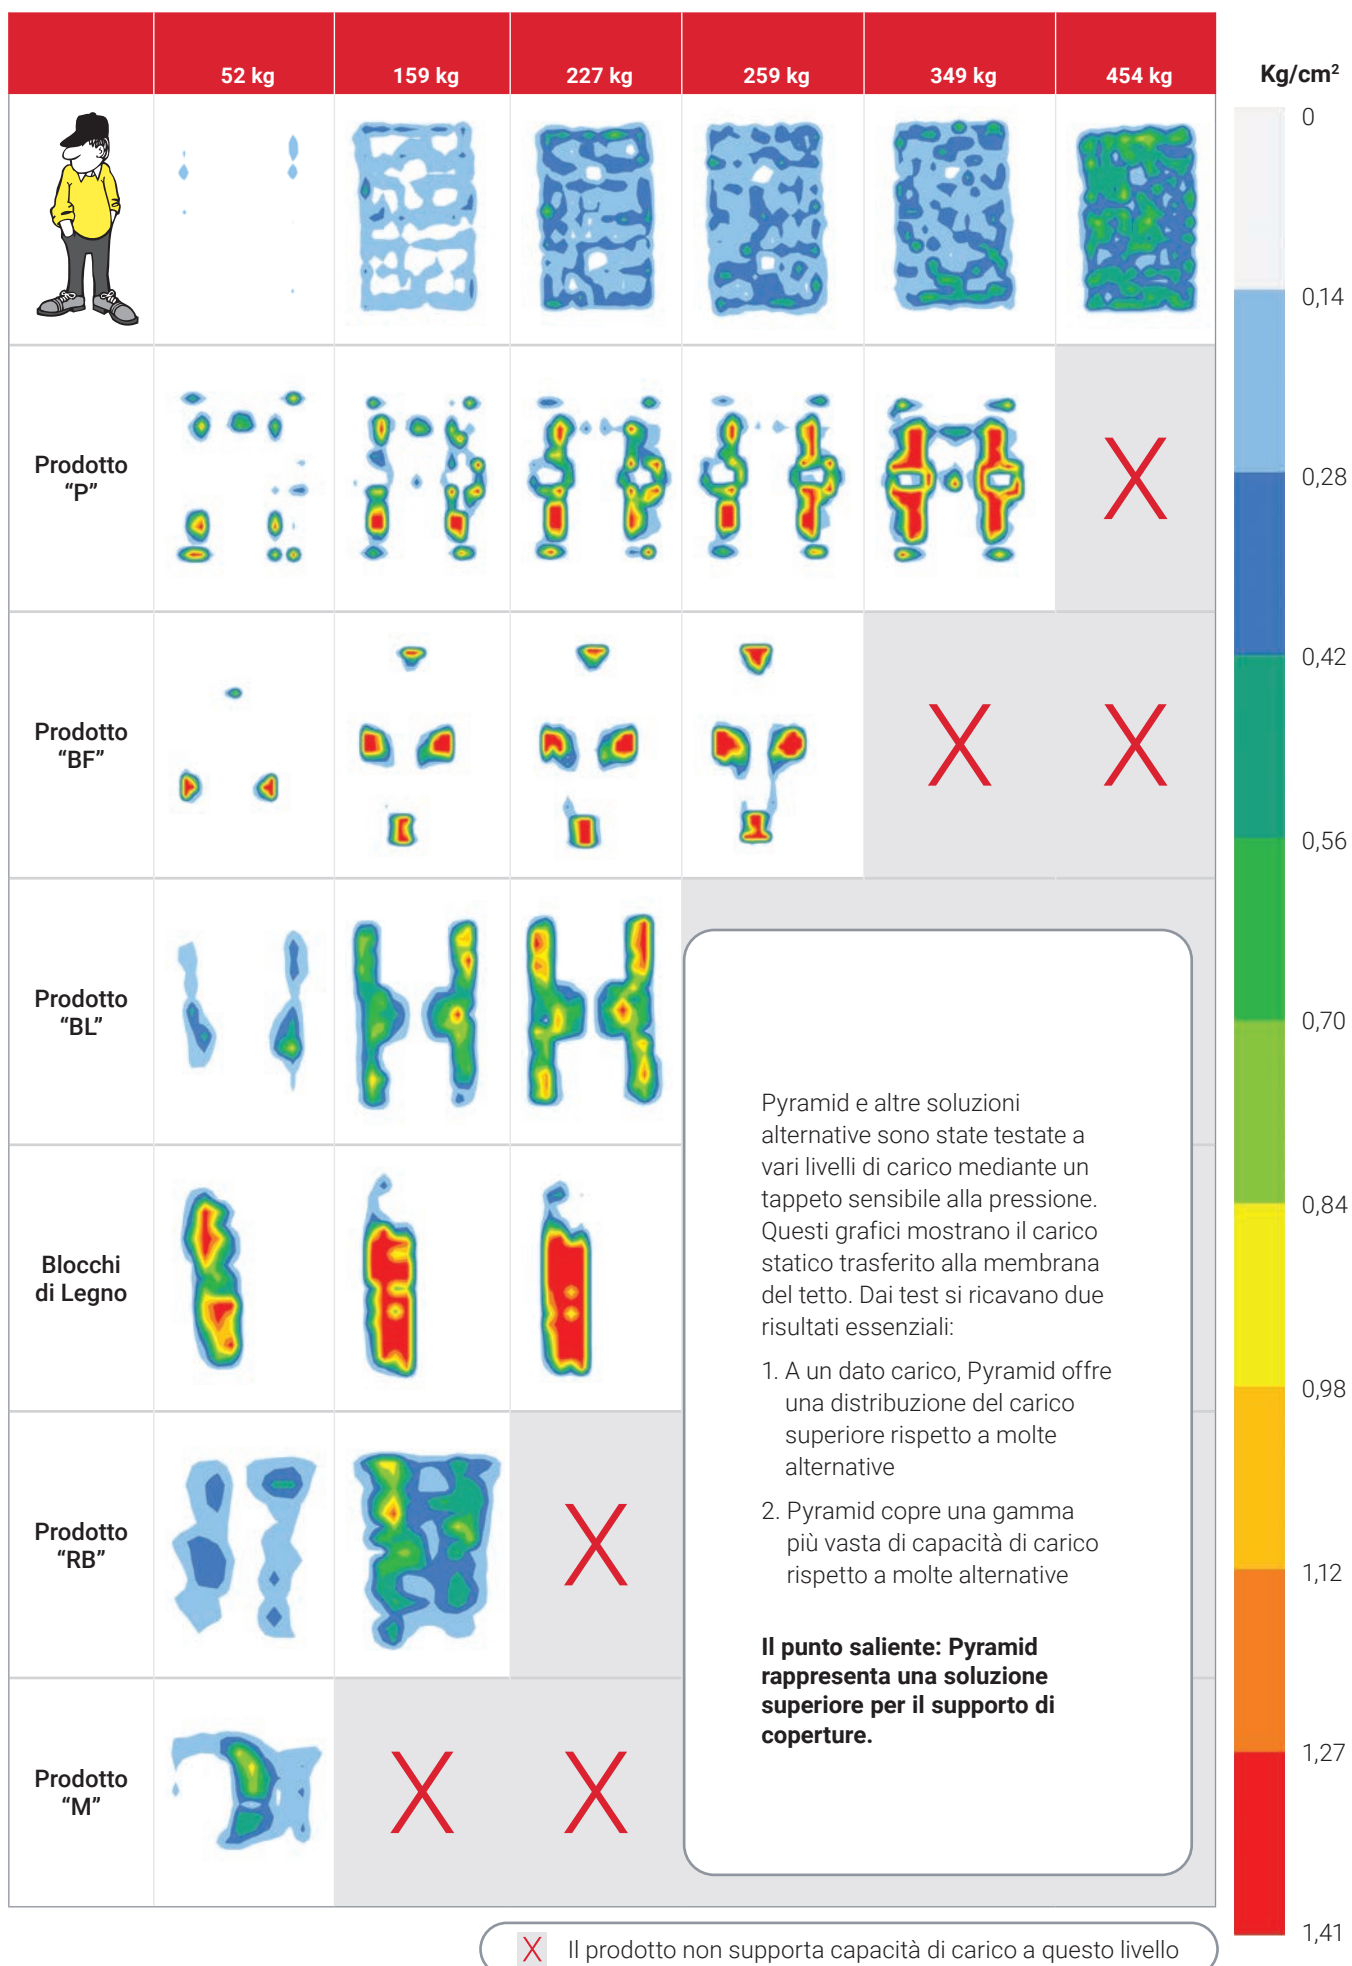 52 kg
159 kg
227 kg
259 kg
349 kg
454 kg
Kg/cm²
0
0,14
0,28
0,42
0,56
0,70
0,84
0,98
1,12
1,27
1,41
Prodotto
“P”
X
Prodotto
“BF”
X
X
Prodotto
“BL”
Blocchi
di Legno
Prodotto
“RB”
X
Prodotto
“M”
X
X
Pyramid e altre soluzioni
alternative sono state testate a
vari livelli di carico mediante un
tappeto sensibile alla pressione.
Questi grafici mostrano il carico
statico trasferito alla membrana
del tetto. Dai test si ricavano due
risultati essenziali:
1. A un dato carico, Pyramid offre
una distribuzione del carico
superiore rispetto a molte
alternative
2. Pyramid copre una gamma
più vasta di capacità di carico
rispetto a molte alternative
Il punto saliente: Pyramid
rappresenta una soluzione
superiore per il supporto di
coperture.
X Il prodotto non supporta capacità di carico a questo livello